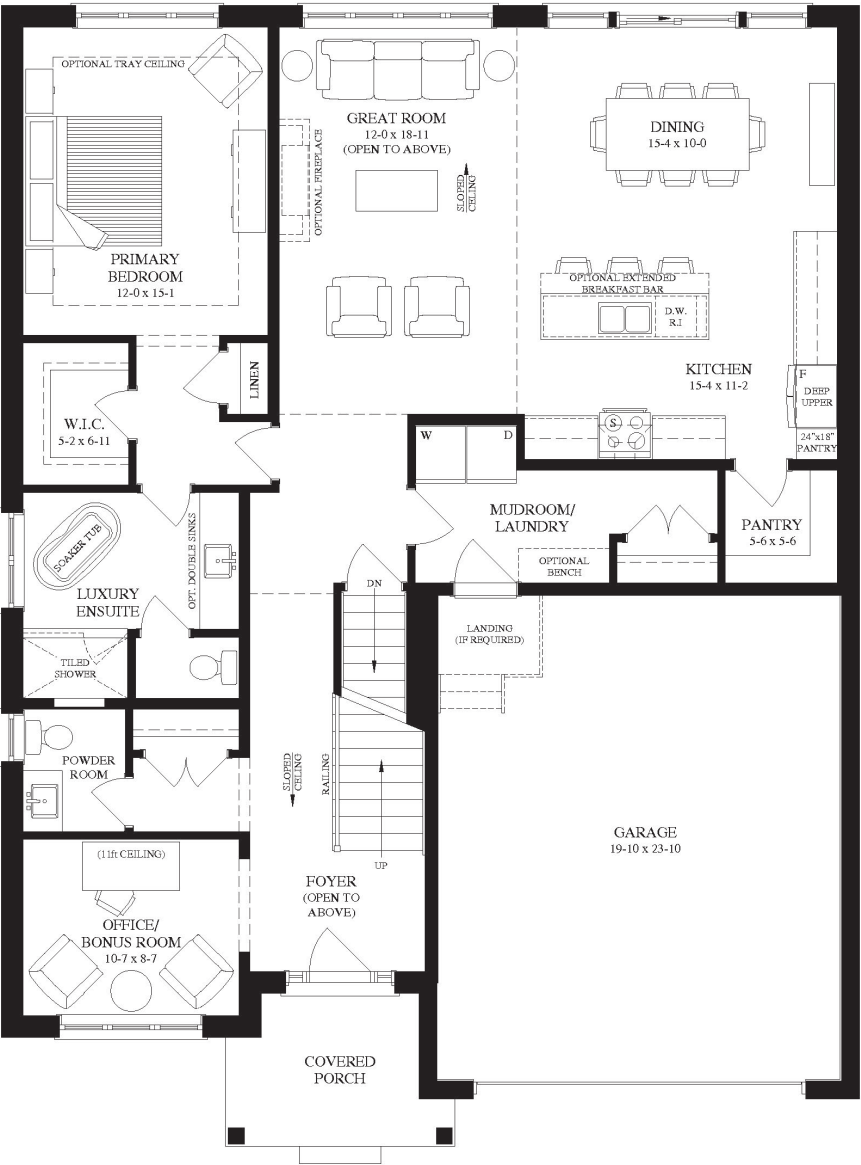 OPTIONAL TRAY CEILING
PRIMARY
BEDROOM
12-0 x 15-1
GREAT ROOM
12-0 x 18-11
(OPEN TO ABOVE)
OPTIONAL FIREPLACE
SLOPED
CELING
DINING
15-4 x 10-0
OPTIONAL EXTENDED
BREAKFAST BAR
D.W.
R.I
KITCHEN
15-4 x 11-2
F
DEEP
UPPER
24"x18"
PANTRY
S
LINEN
W.I.C.
5-2 x 6-11
W
D
MUDROOM/
LAUNDRY
OPTIONAL
BENCH
PANTRY
5-6 x 5-6
SOAKER TUB
OPT. DOUBLE SINKS
LUXURY
ENSUITE
TILED
SHOWER
DN
LANDING
(IF REQUIRED)
POWDER
ROOM
SLOPED
CELING
RAILING
UP
GARAGE
19-10 x 23-10
(11ft CEILING)
OFFICE/
BONUS ROOM
10-7 x 8-7
FOYER
(OPEN TO
ABOVE)
COVERED
PORCH